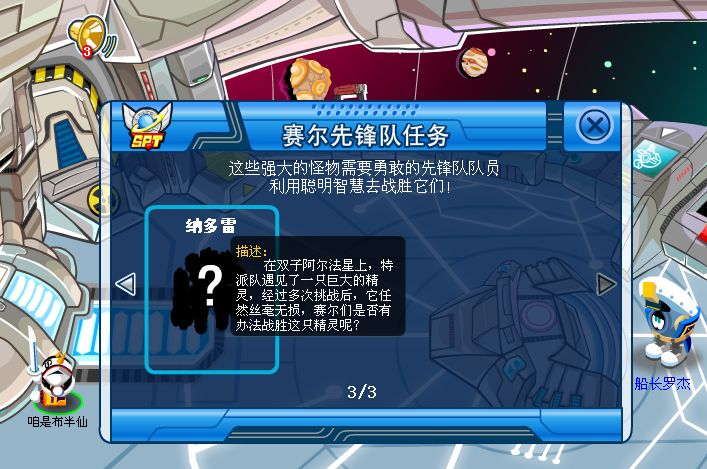 3
SPT
赛尔先锋队任务
这些强大的怪物需要勇敢的先锋队队员
利用聪明智慧去战胜它们!
纳多雷
?
描述:
在双子阿尔法星上，特
派队遇见了一只巨大的精
灵，经过多次挑战后，它任
然丝毫无损，赛尔们是否有
办法战胜这只精灵呢?
3/3
船长罗杰
咱是布半仙